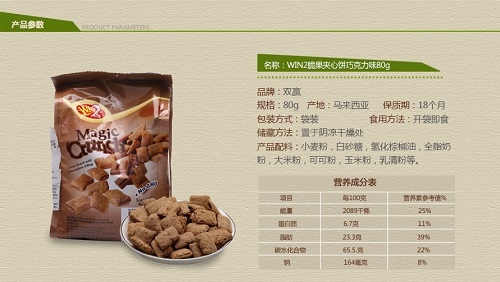 产品参数 PRODUCT PARAMETERS
WIN2
Magic
Crunch
名称：WIN2脆果夹心饼巧克力味80g
品牌：双赢
规格：80g 产地：马来西亚 保质期：18个月
包装方式：袋装 食用方法：开袋即食
储藏方法：置于阴凉干燥处
产品配料：小麦粉，白砂糖，氢化棕榈油，全脂奶
粉，大米粉，可可粉，玉米粉，乳清粉等。
营养成分表
项目 每100克 营养素参考值%
能量 2089千焦 25%
蛋白质 6.7克 11%
脂肪 23.3克 39%
碳水化合物 65.5.克 22%
钠 164毫克 8%